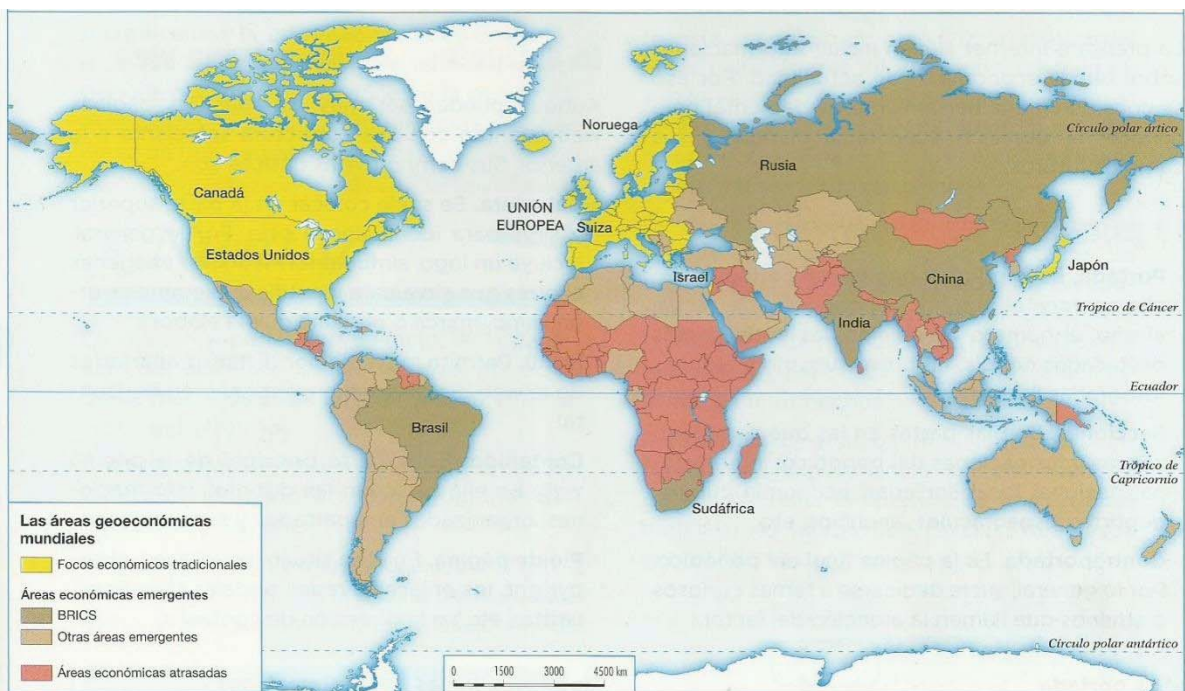 Noruega
Círculo polar ártico
Rusia
Canadá
UNIÓN
EUROPEA
Suiza
Estados Unidos
Japón
Israel
China
Trópico de Cáncer
India
Ecuador
Brasil
Trópico de
Capricornio
Sudáfrica
Las áreas geoeconómicas
mundiales
Focos económicos tradicionales
Áreas económicas emergentes
BRICS
Otras áreas emergentes
Áreas económicas atrasadas
Círculo polar antártico
0 1500 3000 4500 km